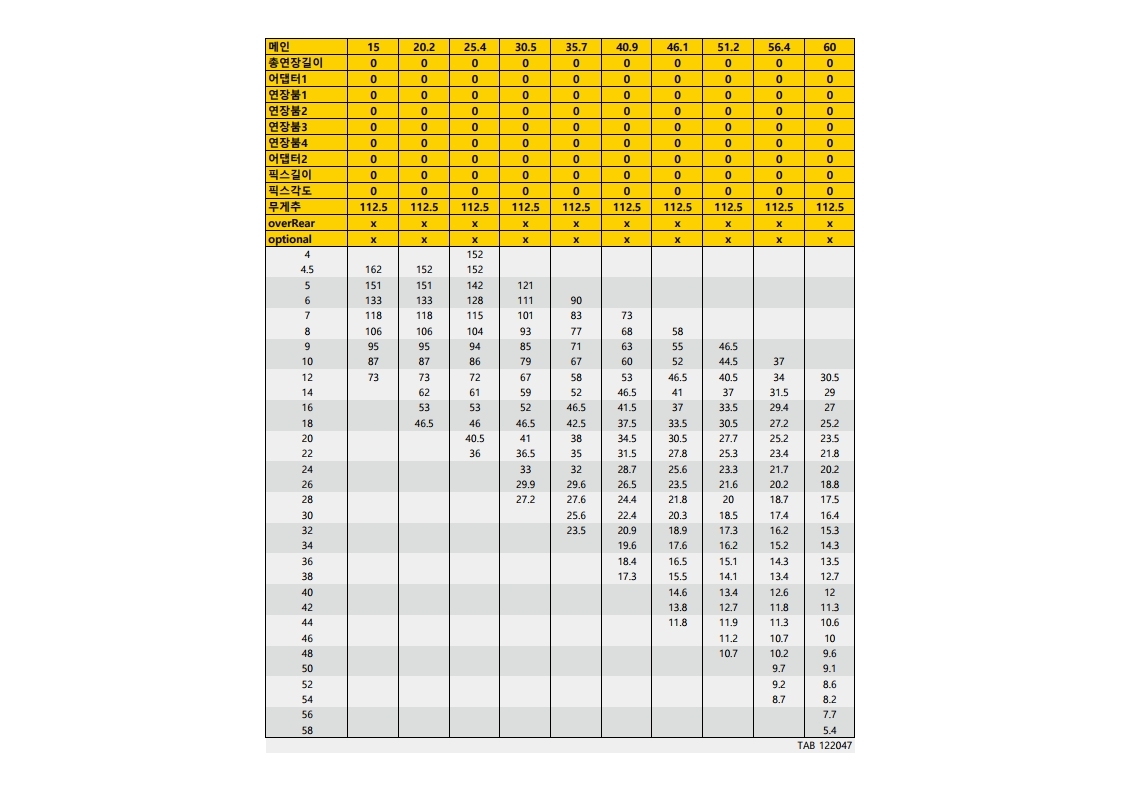 메인 15 20.2 25.4 30.5 35.7 40.9 46.1 51.2 56.4 60
총연장길이 0 0 0 0 0 0 0 0 0 0
어댑터1 0 0 0 0 0 0 0 0 0 0
연장붐1 0 0 0 0 0 0 0 0 0 0
연장붐2 0 0 0 0 0 0 0 0 0 0
연장붐3 0 0 0 0 0 0 0 0 0 0
연장붐4 0 0 0 0 0 0 0 0 0 0
어댑터2 0 0 0 0 0 0 0 0 0 0
픽스길이 0 0 0 0 0 0 0 0 0 0
픽스각도 0 0 0 0 0 0 0 0 0 0
무게추 112.5 112.5 112.5 112.5 112.5 112.5 112.5 112.5 112.5 112.5
overRear x x x x x x x x x x
optional x x x x x x x x x x
4 152
4.5 162 152 152
5 151 151 142 121
6 133 133 128 111 90
7 118 118 115 101 83 73
8 106 106 104 93 77 68 58
9 95 95 94 85 71 63 55 46.5
10 87 87 86 79 67 60 52 44.5 37
12 73 73 72 67 58 53 46.5 40.5 34 30.5
14 62 61 59 52 46.5 41 37 31.5 29
16 53 53 52 46.5 41.5 37 33.5 29.4 27
18 46.5 46 46.5 42.5 37.5 33.5 30.5 27.2 25.2
20 40.5 41 38 34.5 30.5 27.7 25.2 23.5
22 36 36.5 35 31.5 27.8 25.3 23.4 21.8
24 33 32 28.7 25.6 23.3 21.7 20.2
26 29.9 29.6 26.5 23.5 21.6 20.2 18.8
28 27.2 27.6 24.4 21.8 20 18.7 17.5
30 25.6 22.4 20.3 18.5 17.4 16.4
32 23.5 20.9 18.9 17.3 16.2 15.3
34 19.6 17.6 16.2 15.2 14.3
36 18.4 16.5 15.1 14.3 13.5
38 17.3 15.5 14.1 13.4 12.7
40 14.6 13.4 12.6 12
42 13.8 12.7 11.8 11.3
44 11.8 11.9 11.3 10.6
46 11.2 10.7 10
48 10.7 10.2 9.6
50 9.7 9.1
52 9.2 8.6
54 8.7 8.2
56 7.7
58 5.4
TAB 122047